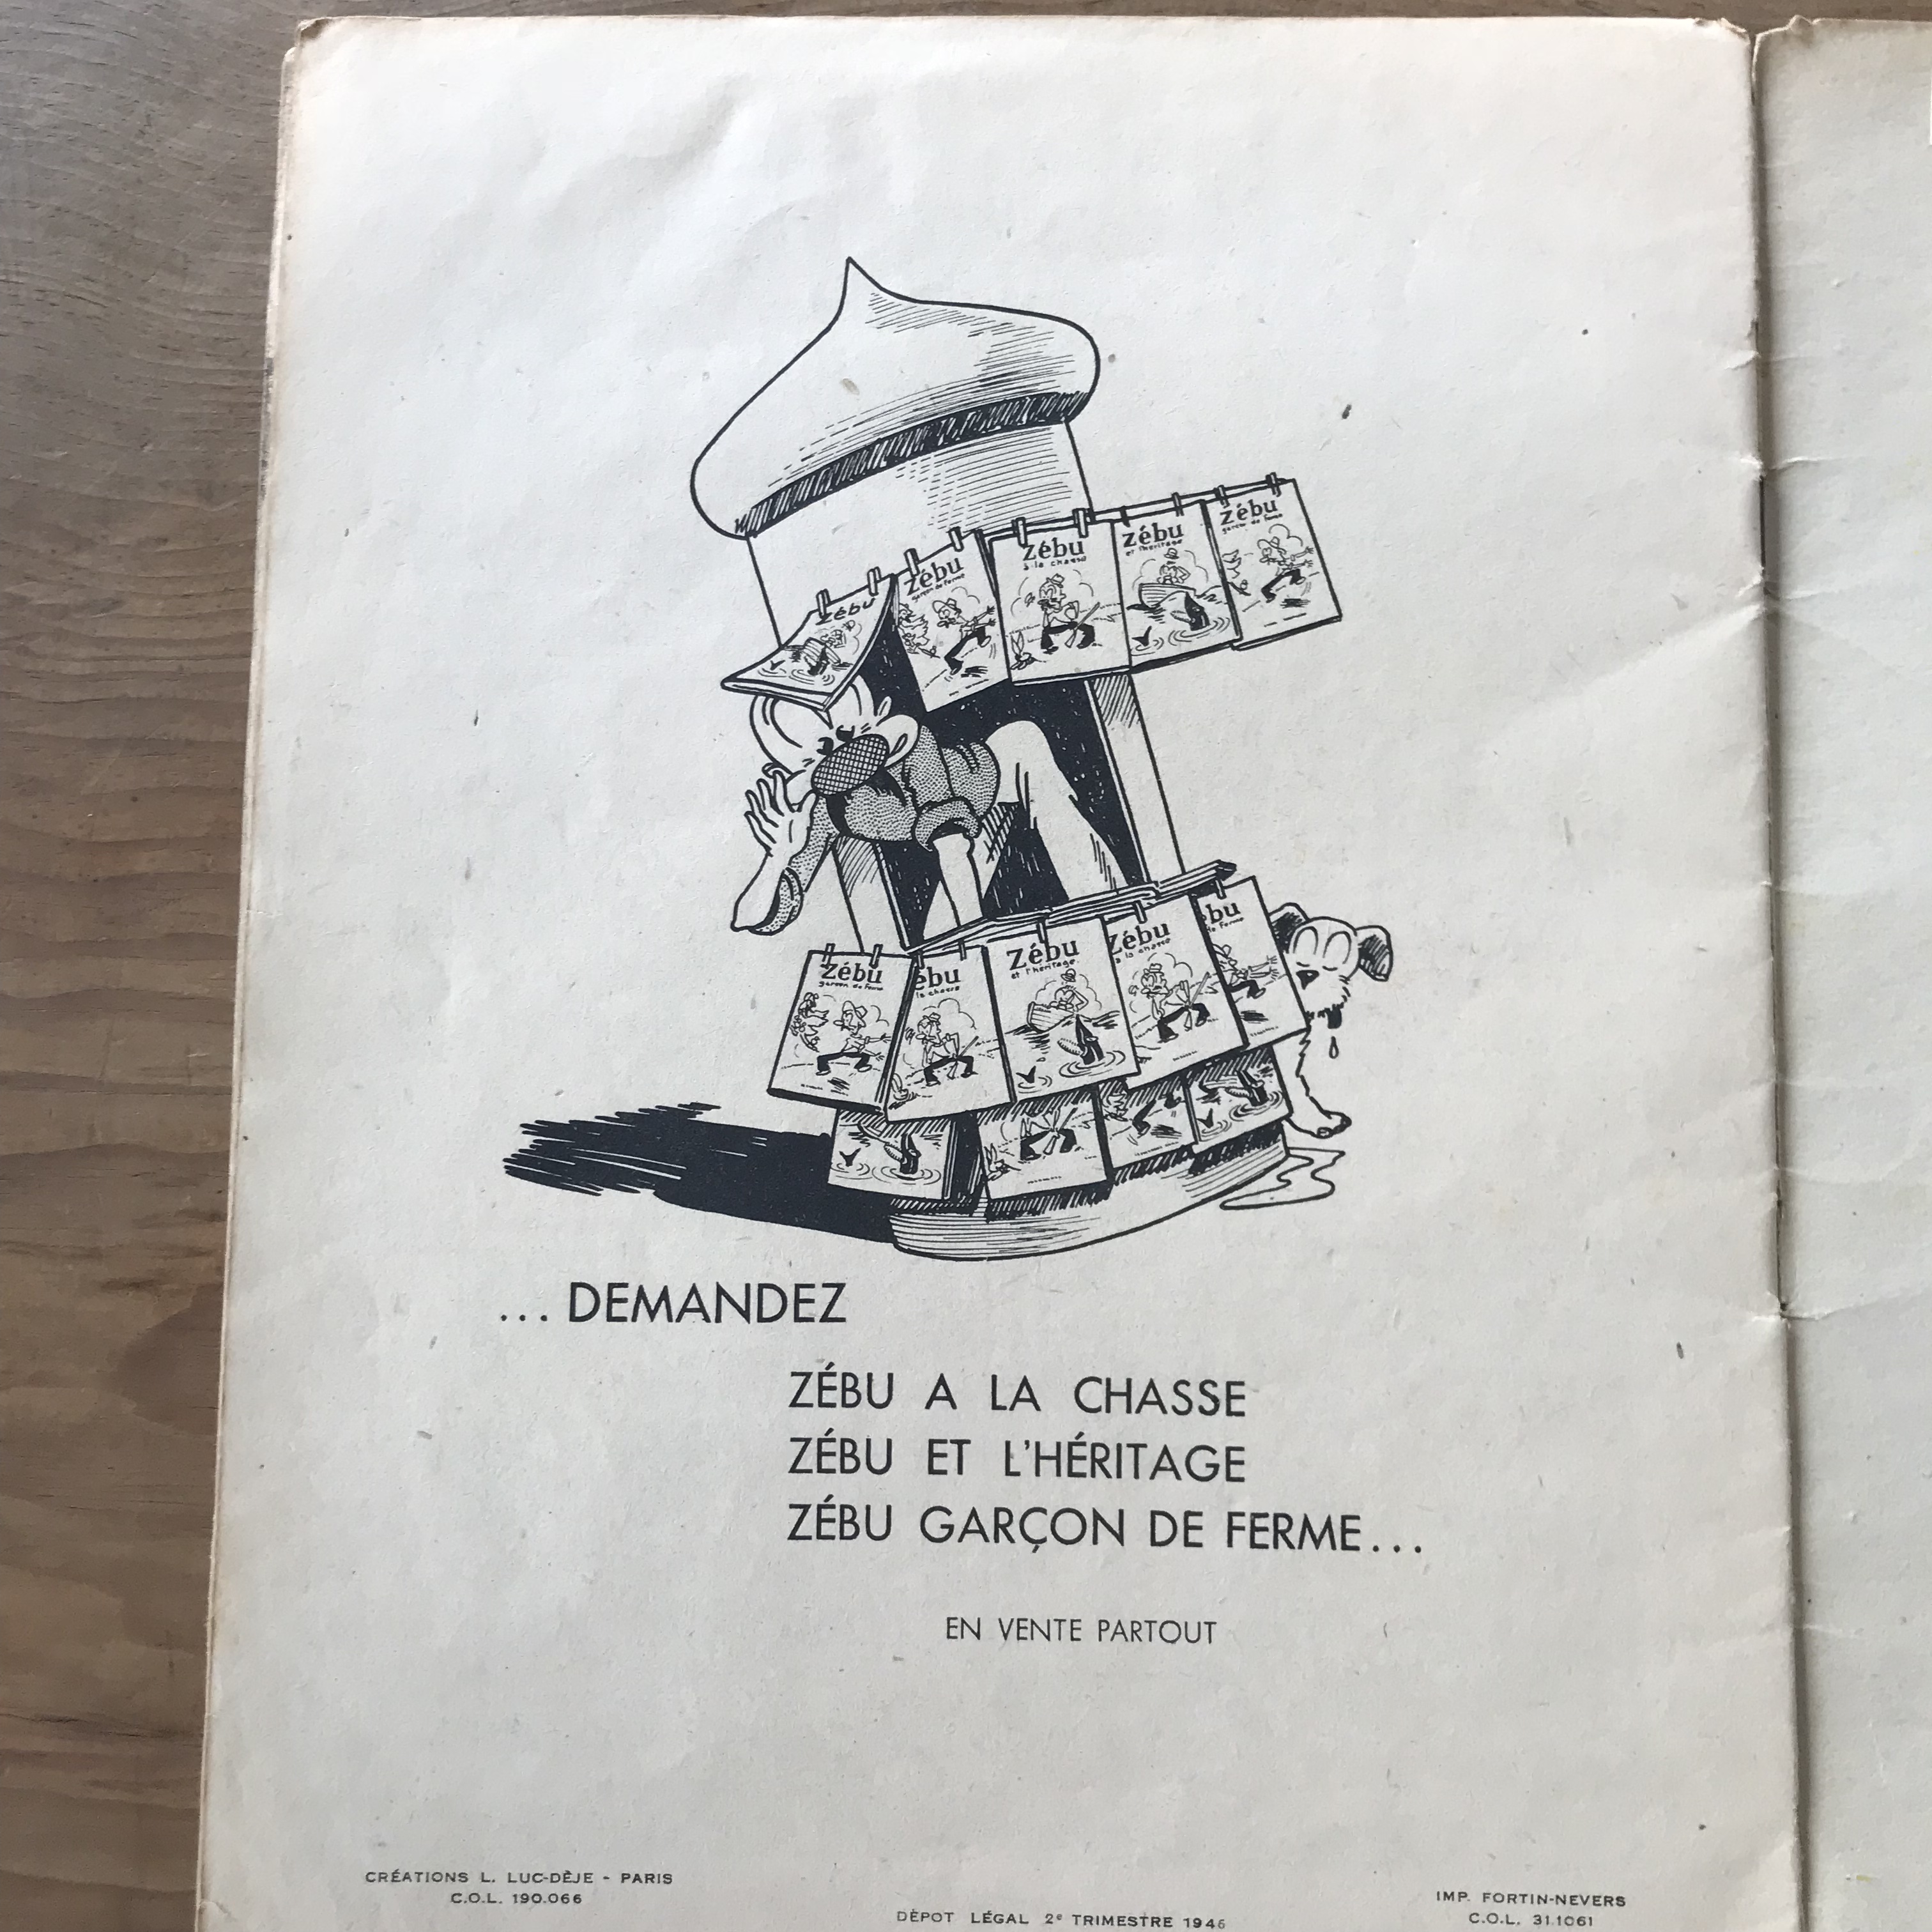 Zébu
garçon de ferme
Zébu
à la chasse
Zébu
et l'héritage
Zébu
garçon de ferme
Zébu
Zébu
garçon de ferme
ébu
la chasse
Zébu
et l'héritage
Zébu
à la chasse
ébu
de ferme
... DEMANDEZ
ZÉBU A LA CHASSE
ZÉBU ET L'HÉRITAGE
ZÉBU GARÇON DE FERME...
EN VENTE PARTOUT
CRÉATIONS L. LUC-DÈJE - PARIS
C.O.L. 190.066
DÉPOT LÉGAL 2e TRIMESTRE 1946
IMP. FORTIN-NEVERS
C.O.L. 31.1061